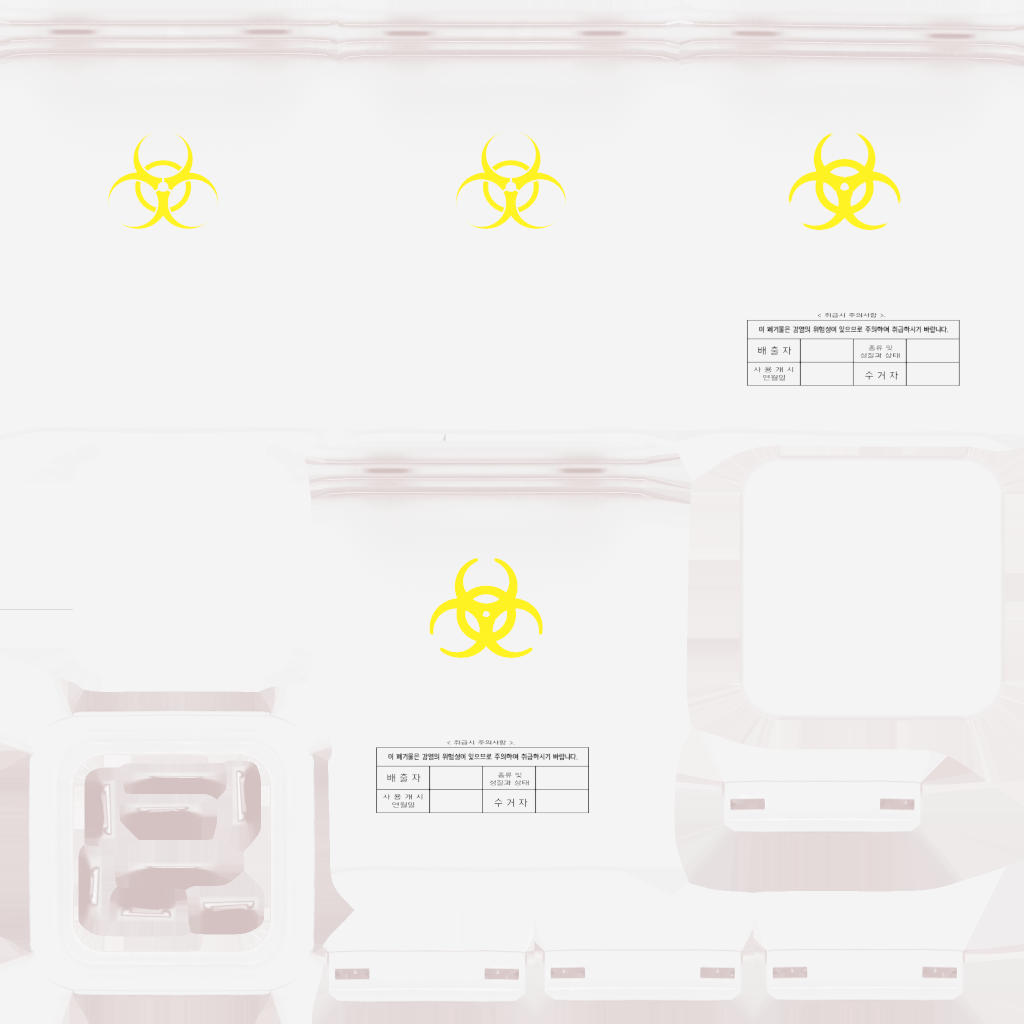 < 취급시 주의사항 >.
이 폐기물은 감염의 위험성이 있으므로 주의하여 취급하시기 바랍니다.
배 출 자
종류 및
성질과 상태
사 용 개 시
연월일
수 거 자
< 취급시 주의사항 >.
이 폐기물은 감염의 위험성이 있으므로 주의하여 취급하시기 바랍니다.
배 출 자
종류 및
성질과 상태
사 용 개 시
연월일
수 거 자